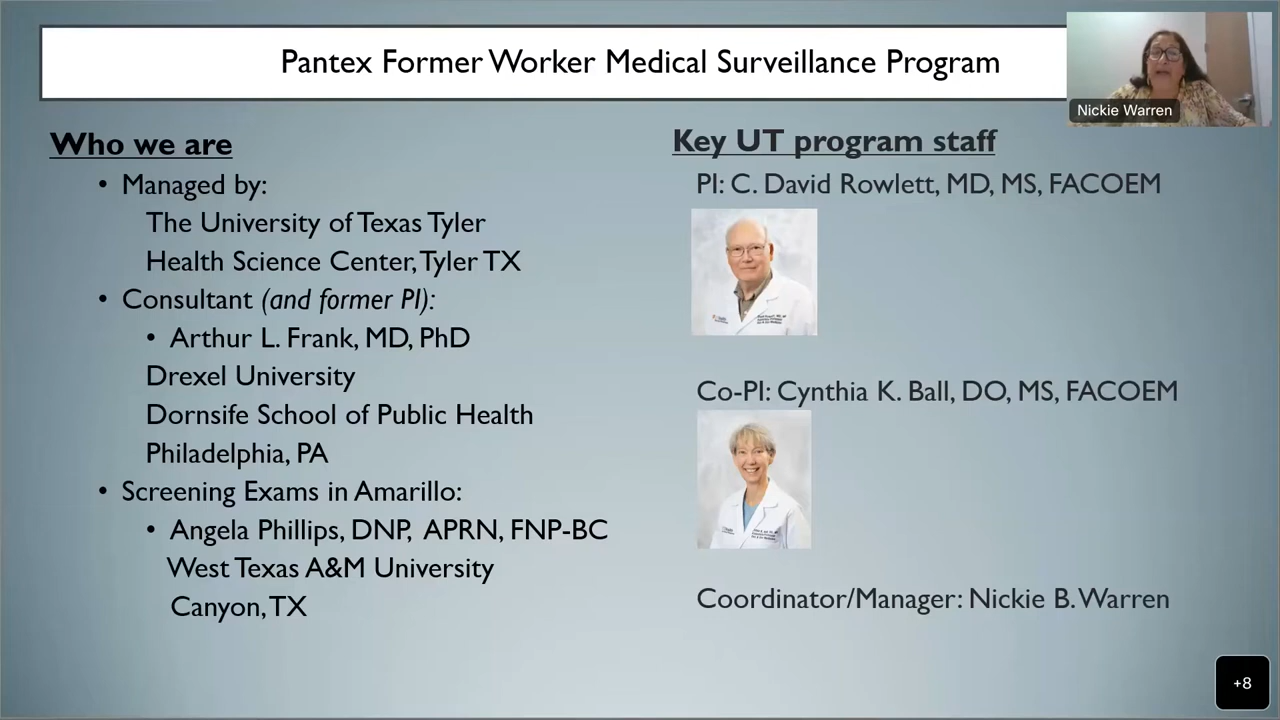 Pantex Former Worker Medical Surveillance Program
Nickie Warren
Who we are
• Managed by:
The University of Texas Tyler
Health Science Center, Tyler TX
• Consultant (and former PI):
• Arthur L. Frank, MD, PhD
Drexel University
Dornsife School of Public Health
Philadelphia, PA
• Screening Exams in Amarillo:
• Angela Phillips, DNP, APRN, FNP-BC
West Texas A&M University
Canyon, TX
Key UT program staff
PI: C. David Rowlett, MD, MS, FACOEM
Co-PI: Cynthia K. Ball, DO, MS, FACOEM
Coordinator/Manager: Nickie B. Warren
+8